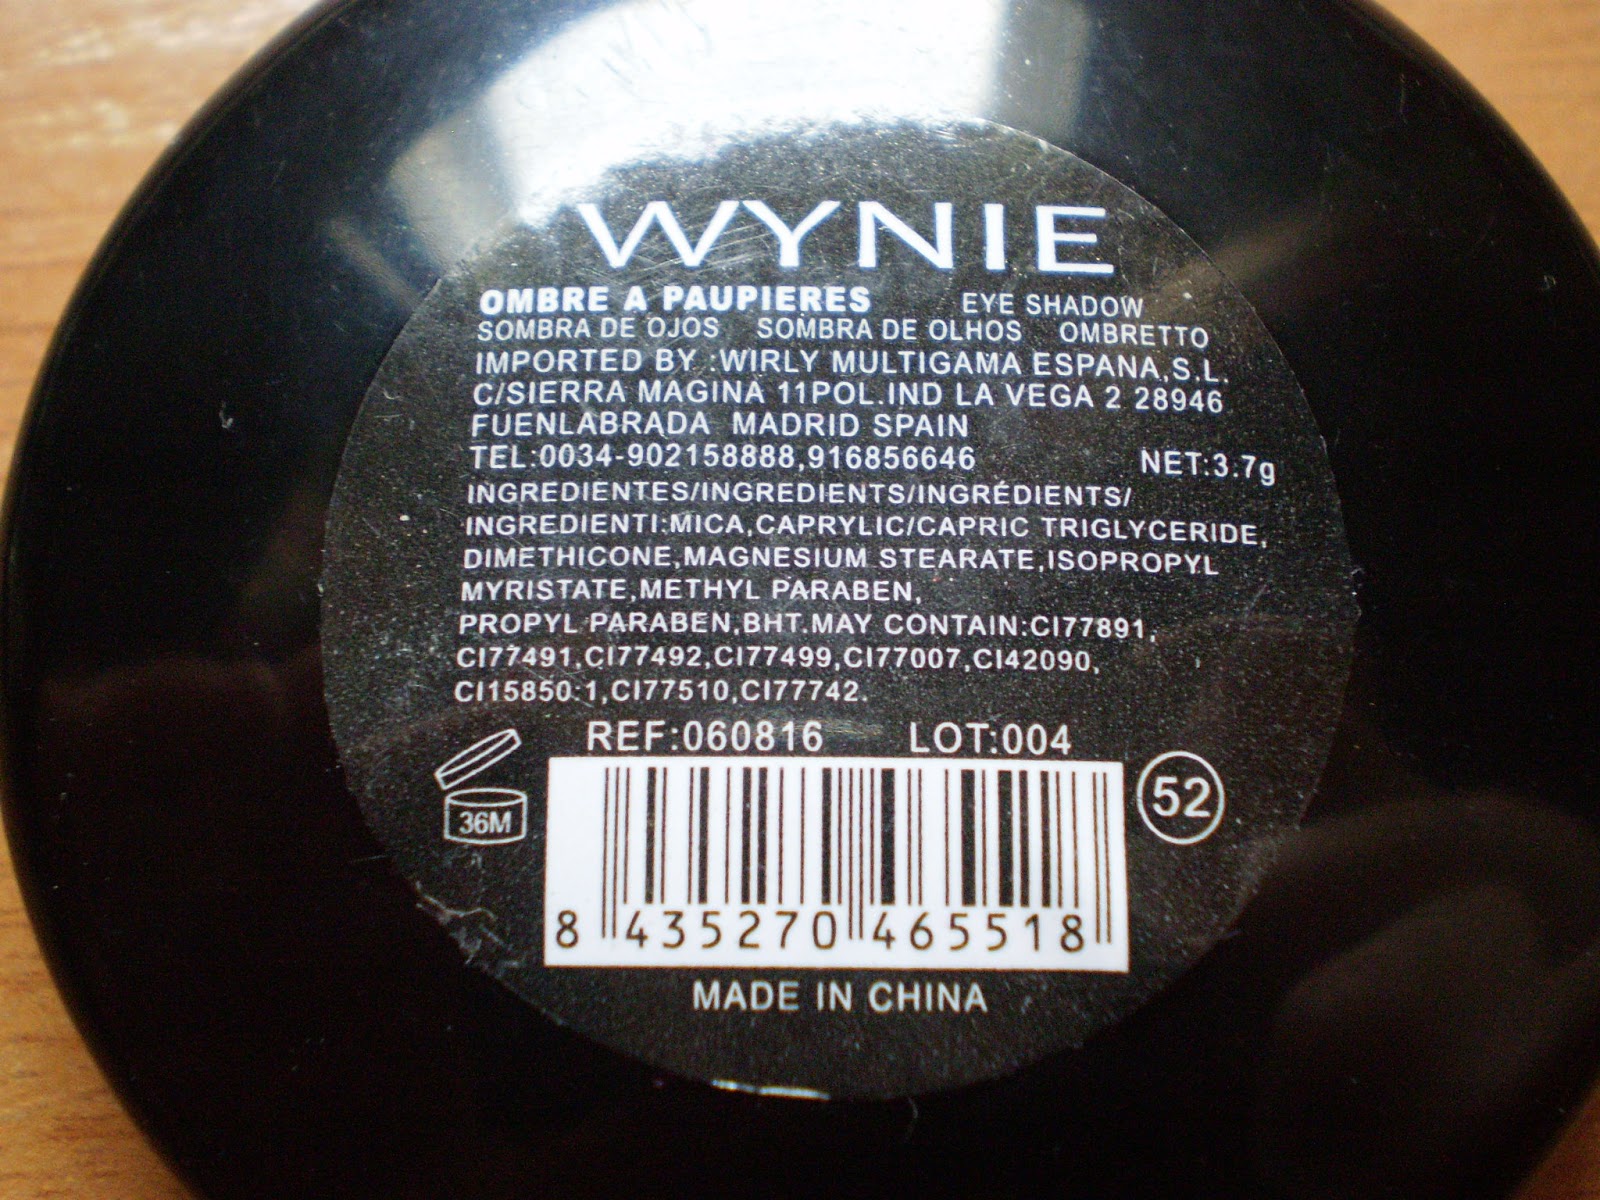 WYNIE
OMBRE A PAUPIERES EYE SHADOW
SOMBRA DE OJOS SOMBRA DE OLHOS OMBRETTO
IMPORTED BY :WIRLY MULTIGAMA ESPANA,S.L.
C/SIERRA MAGINA 11POL.IND LA VEGA 2 28946
FUENLABRADA MADRID SPAIN
TEL:0034-902158888,916856646 NET:3.7g
INGREDIENTES/INGREDIENTS/INGRÉDIENTS/
INGREDIENTI:MICA,CAPRYLIC/CAPRIC TRIGLYCERIDE,
DIMETHICONE,MAGNESIUM STEARATE,ISOPROPYL
MYRISTATE,METHYL PARABEN,
PROPYL PARABEN,BHT.MAY CONTAIN:CI77891,
CI77491,CI77492,CI77499,CI77007,CI42090,
CI15850:1,CI77510,CI77742.
REF:060816 LOT:004
36M
52
8 435270 465518
MADE IN CHINA